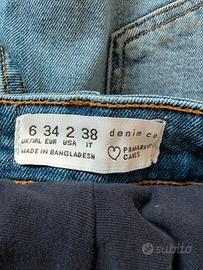 6 34 2 38 denim co
UK/IRL EUR USA IT
MADE IN BANGLADESH
PRIMARK CARES
subito